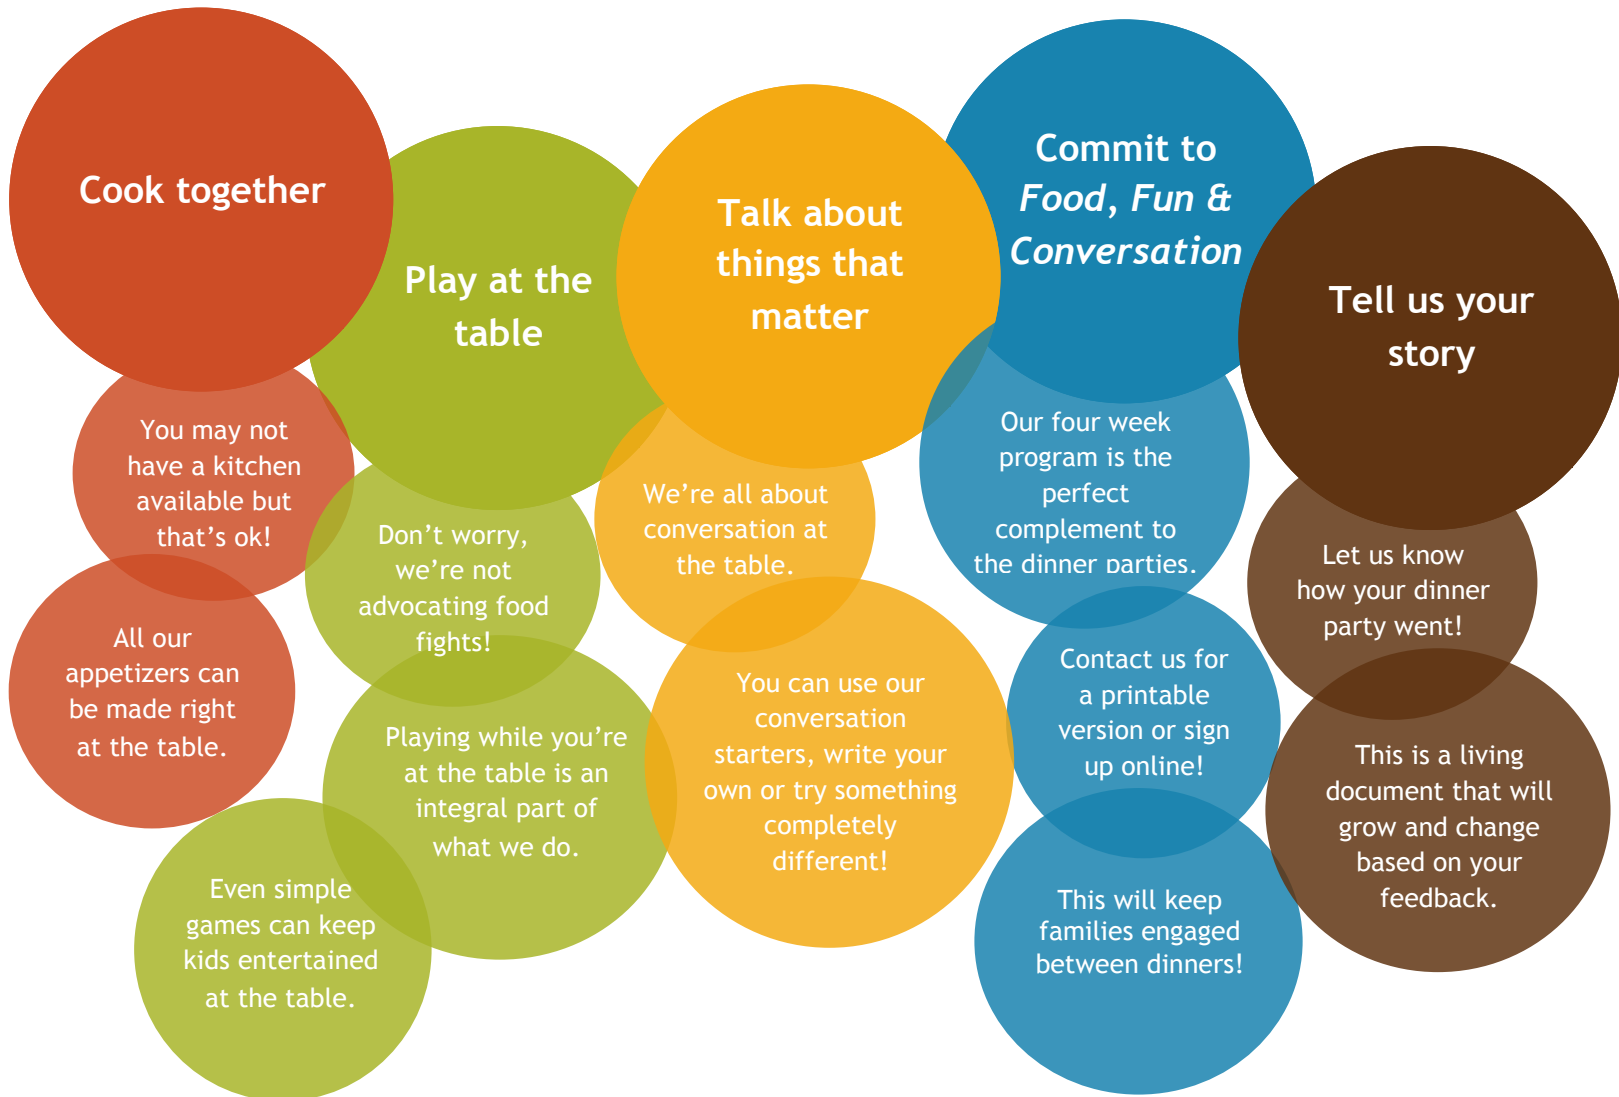 Cook together
You may not
have a kitchen
available but
that’s ok!
All our
appetizers can
be made right
at the table.
Play at the
table
Don’t worry,
we’re not
advocating food
fights!
Playing while you’re
at the table is an
integral part of
what we do.
Even simple
games can keep
kids entertained
at the table.
Talk about
things that
matter
We’re all about
conversation at
the table.
You can use our
conversation
starters, write your
own or try something
completely
different!
Commit to
Food, Fun &
Conversation
Our four week
program is the
perfect
complement to
the dinner parties.
Contact us for
a printable
version or sign
up online!
This will keep
families engaged
between dinners!
Tell us your
story
Let us know
how your dinner
party went!
This is a living
document that will
grow and change
based on your
feedback.